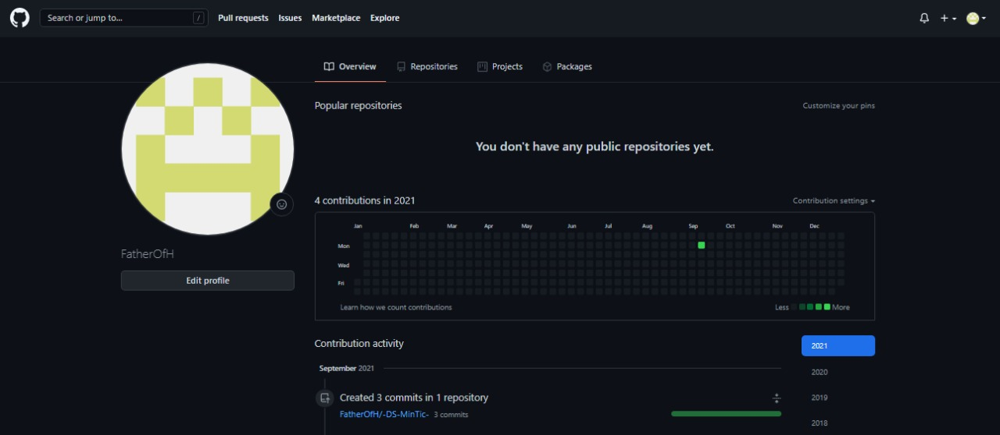 Search or jump to... /
Pull requests Issues Marketplace Explore
Overview Repositories Projects Packages
Popular repositories Customize your pins
You don't have any public repositories yet.
4 contributions in 2021 Contribution settings
Jan Feb Mar Apr May Jun Jul Aug Sep Oct Nov Dec
Mon
Wed
Fri
Learn how we count contributions Less More
FatherOfH
Edit profile
Contribution activity
2021
2020
2019
2018
September 2021
Created 3 commits in 1 repository
FatherOfH/-DS-MinTic- 3 commits